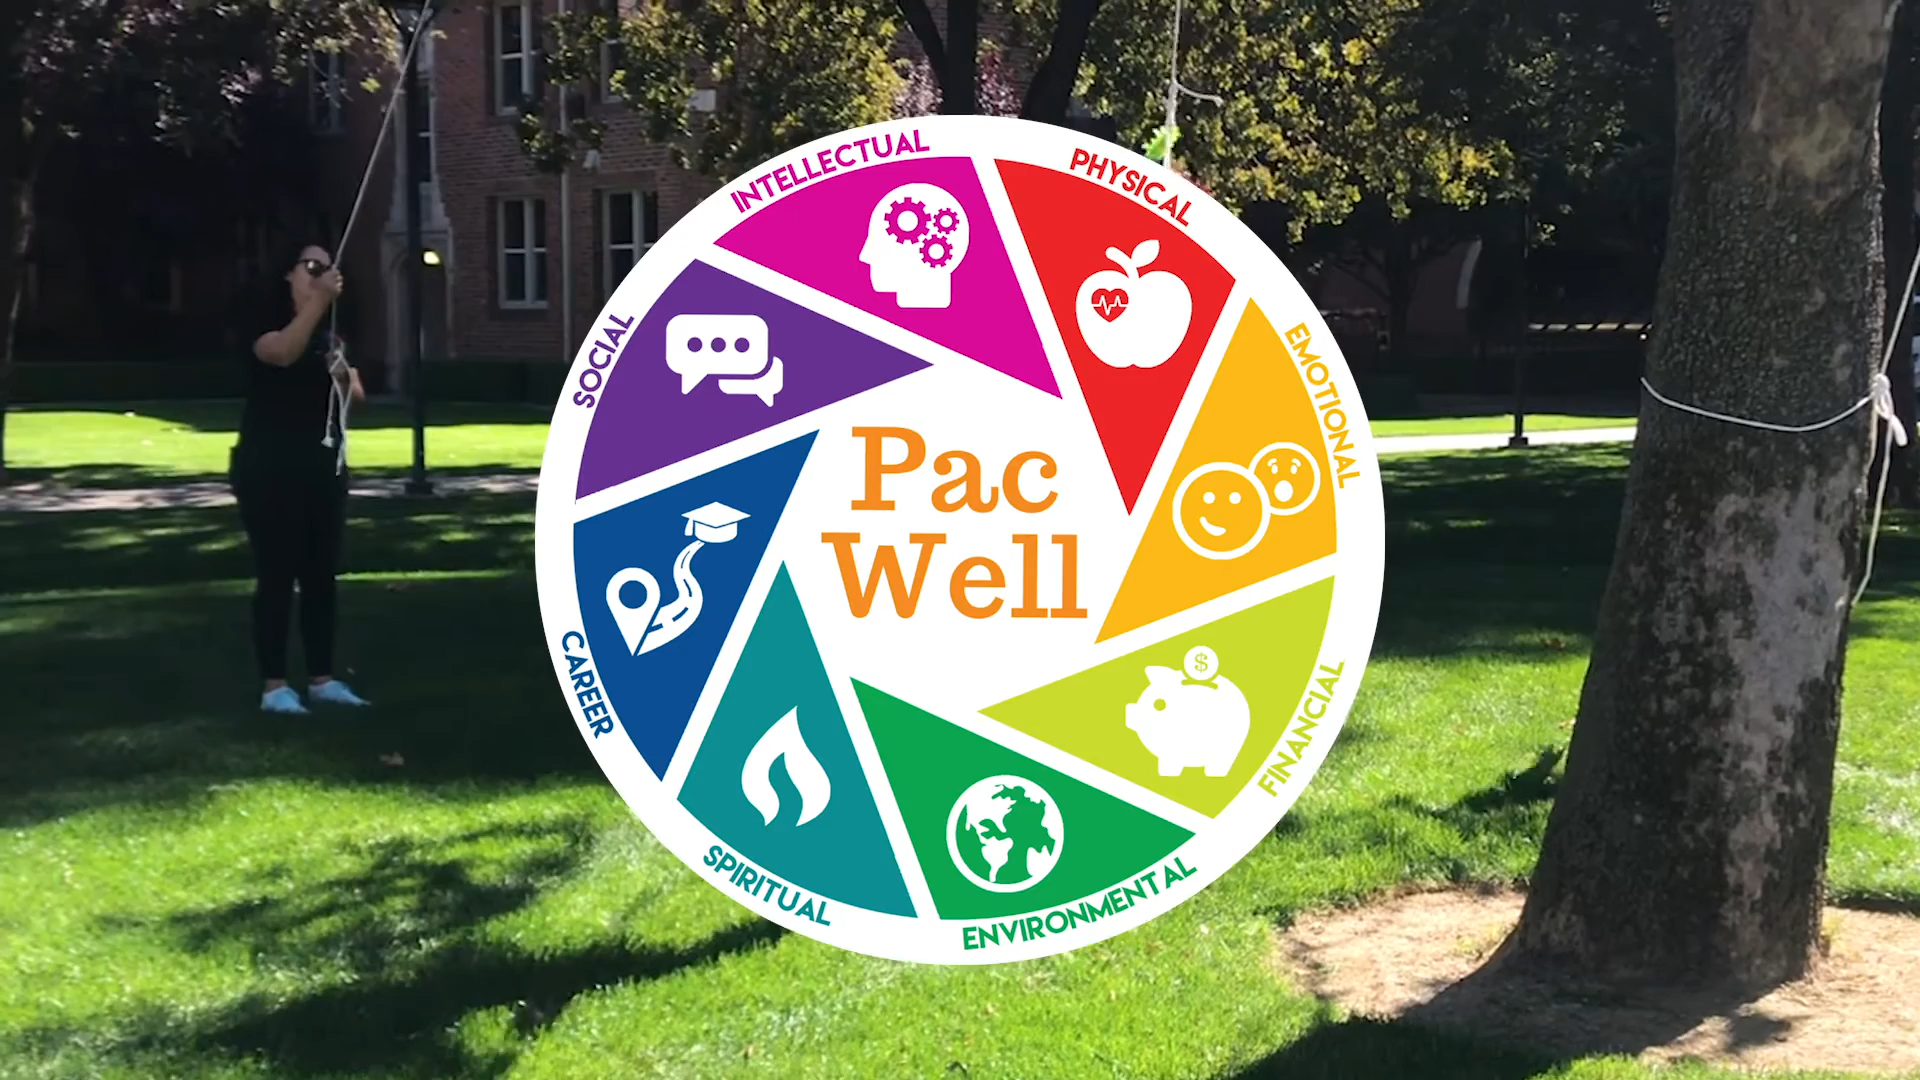 Pac
Well
INTELLECTUAL
PHYSICAL
EMOTIONAL
FINANCIAL
ENVIRONMENTAL
SPIRITUAL
CAREER
SOCIAL
$